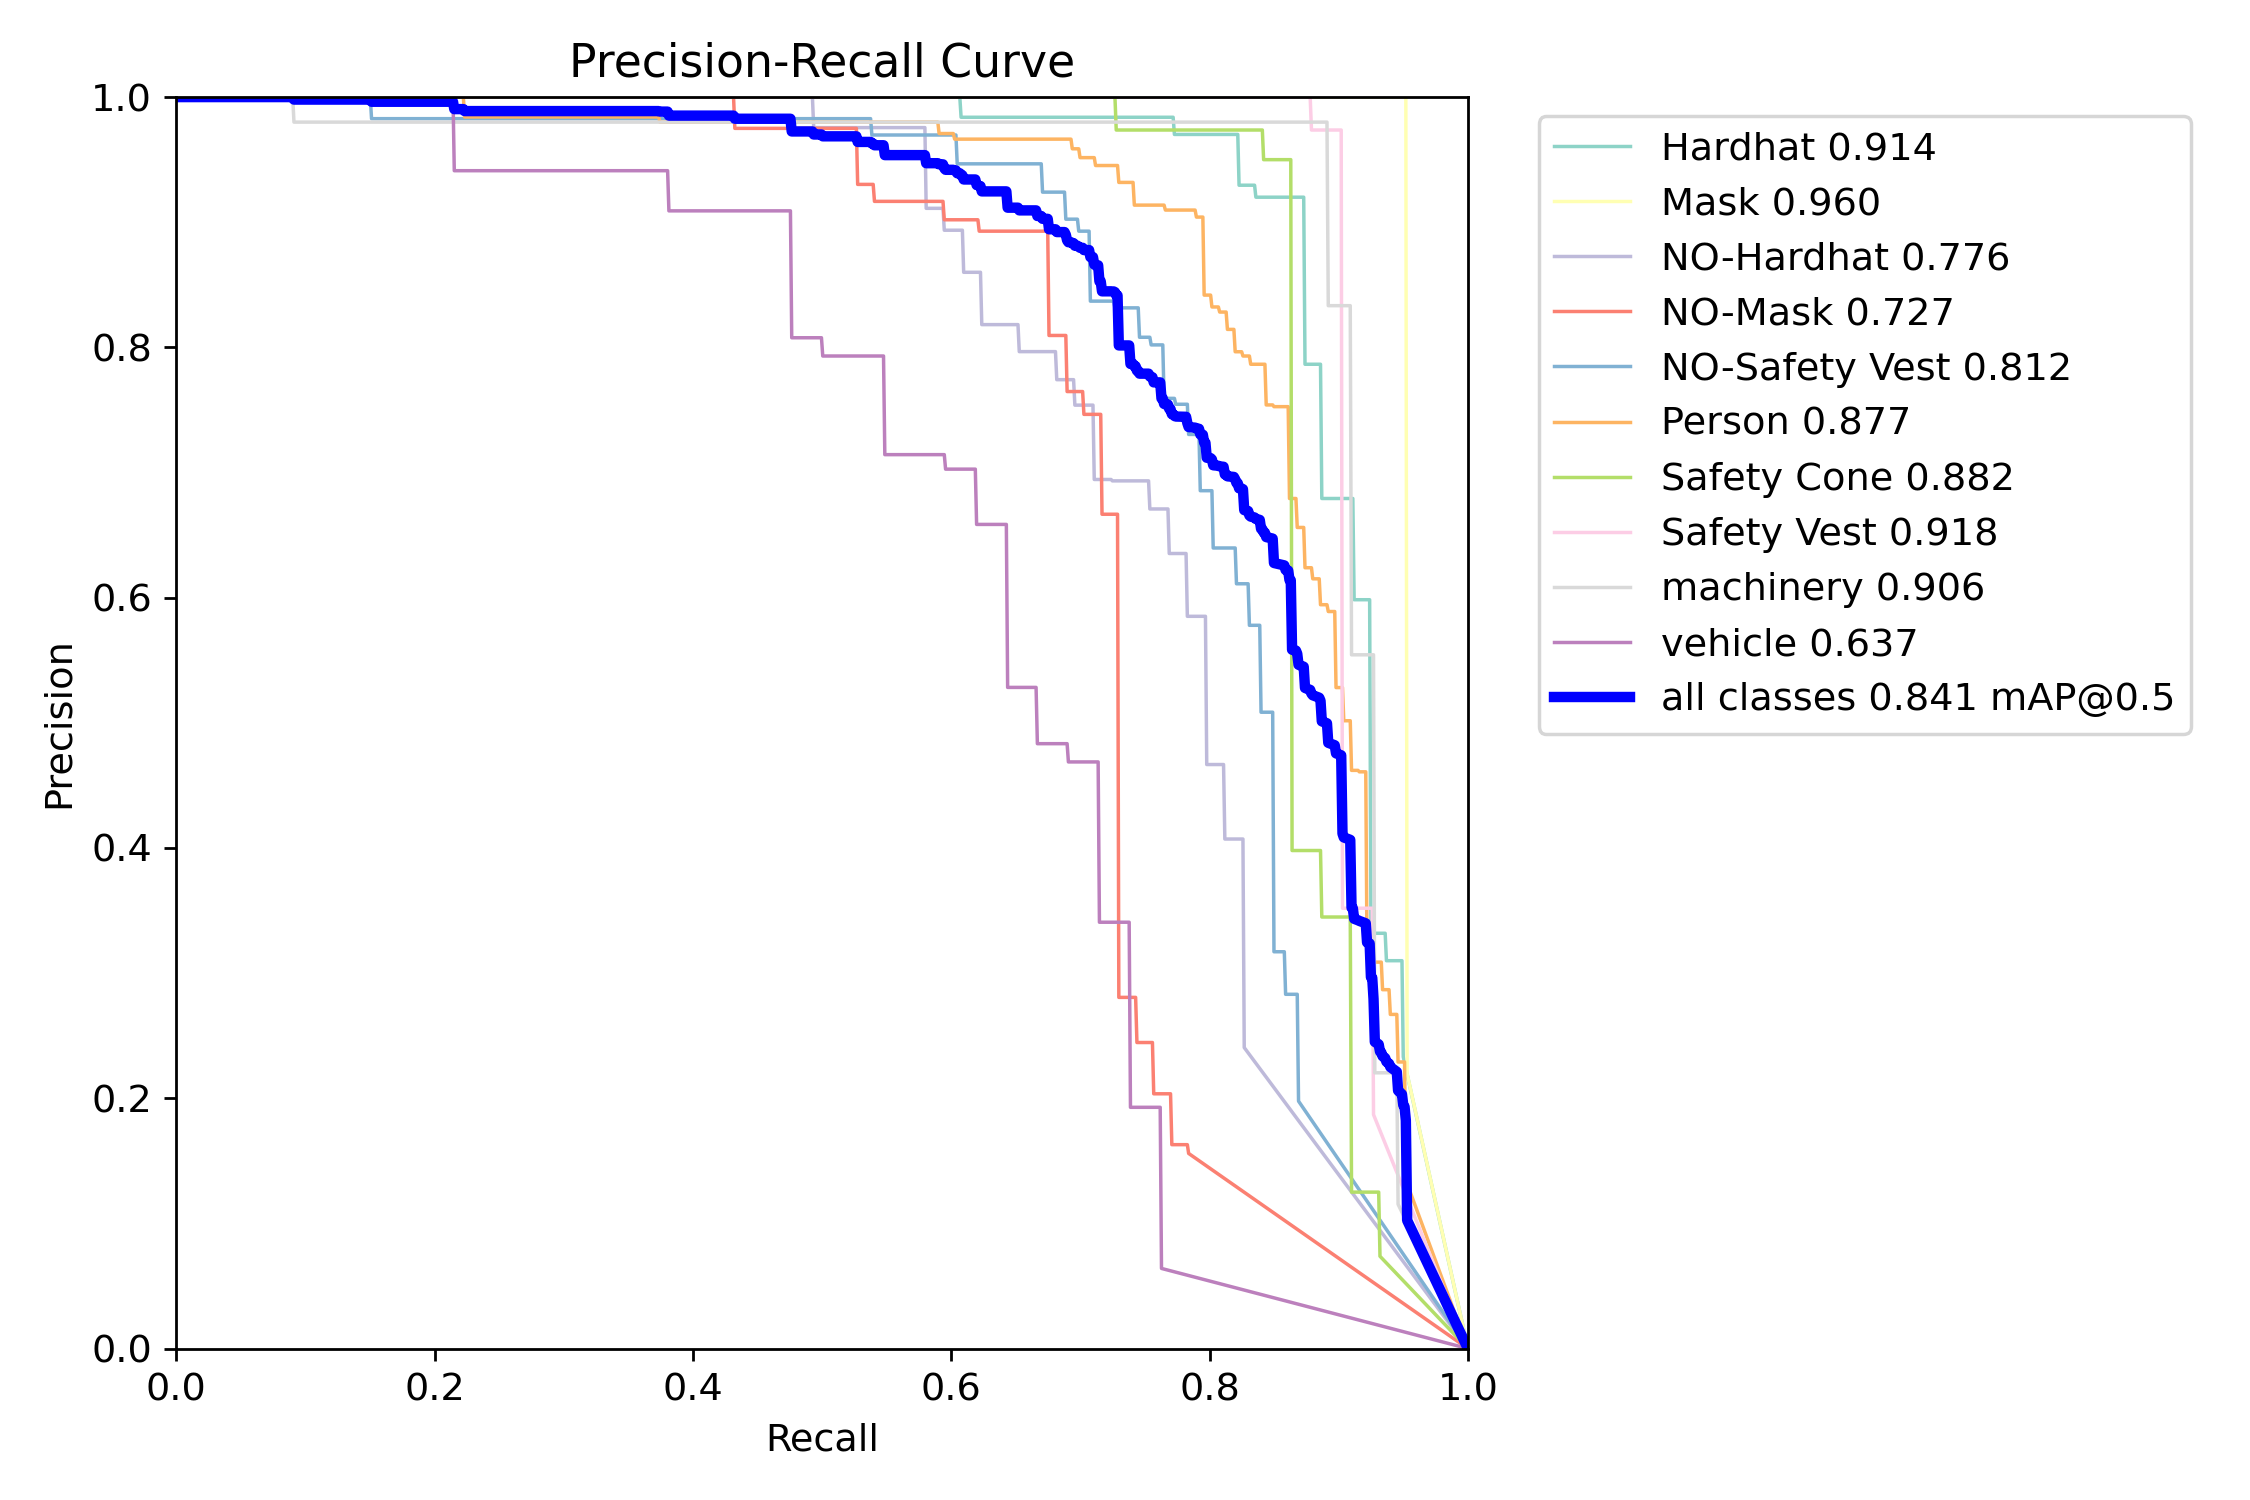 Precision-Recall Curve
1.0
0.8
0.6
0.4
0.2
0.0
Precision
0.0 0.2 0.4 0.6 0.8 1.0
Recall
Hardhat 0.914
Mask 0.960
NO-Hardhat 0.776
NO-Mask 0.727
NO-Safety Vest 0.812
Person 0.877
Safety Cone 0.882
Safety Vest 0.918
machinery 0.906
vehicle 0.637
all classes 0.841 mAP@0.5